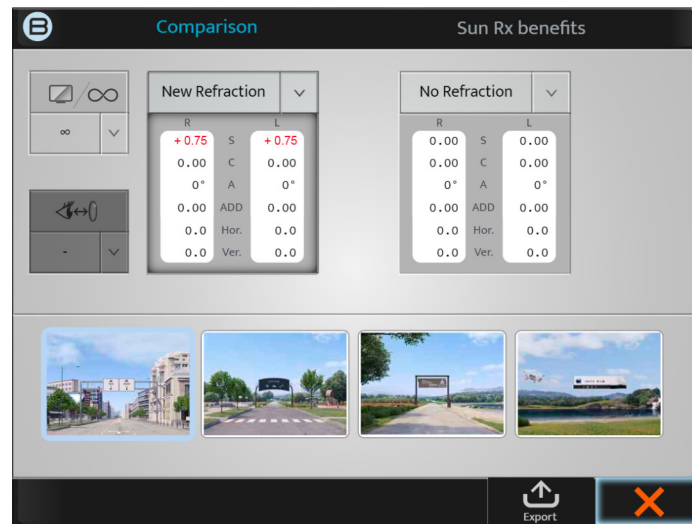 B Comparison Sun Rx benefits
New Refraction
No Refraction
∞
∞
-
R L
+ 0.75 S + 0.75
0.00 C 0.00
0° A 0°
0.00 ADD 0.00
0.0 Hor. 0.0
0.0 Ver. 0.0
R L
0.00 S 0.00
0.00 C 0.00
0° A 0°
0.00 ADD 0.00
0.0 Hor. 0.0
0.0 Ver. 0.0
Export